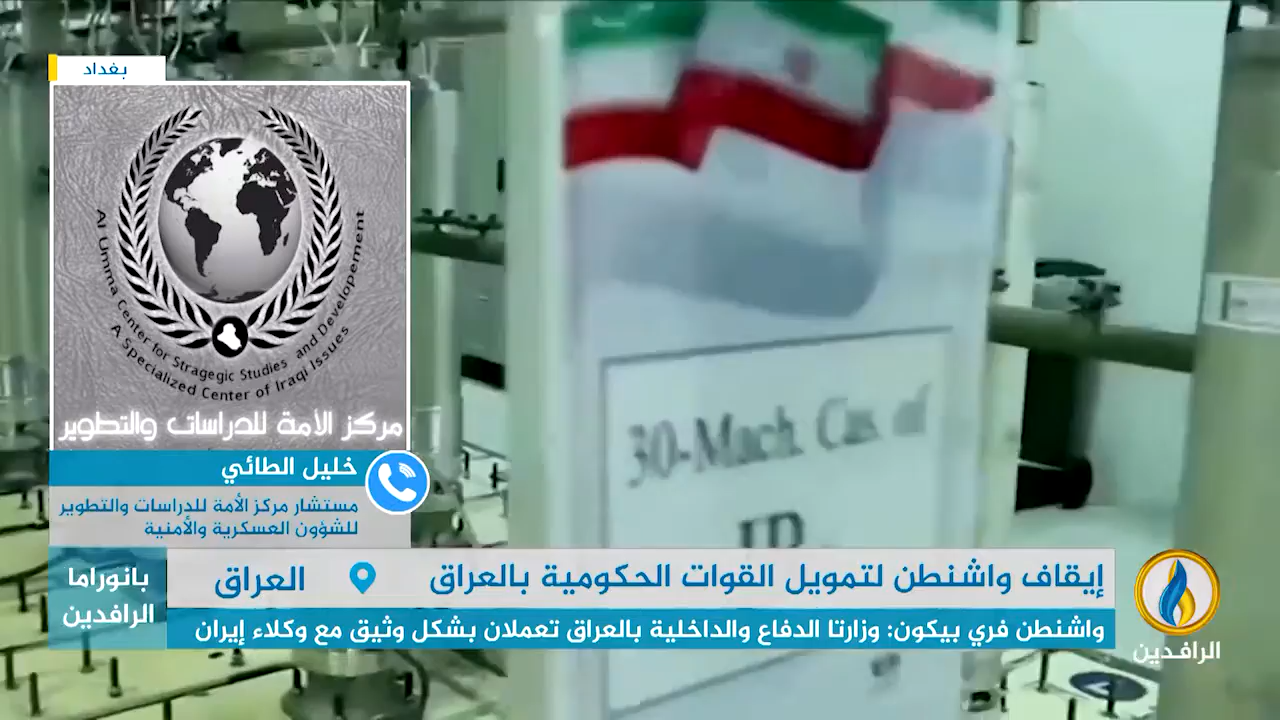 بغداد
Al Umma Center for Stragegic Studies and Developement
A Specialized Center of Iraqi Issues
مركز الأمة للدراسات والتطوير
خليل الطائي
مستشار مركز الأمة للدراسات والتطوير
للشؤون العسكرية والأمنية
30-Mach. Cas. of
إيقاف واشنطن لتمويل القوات الحكومية بالعراق
العراق
واشنطن فري بيكون: وزارتا الدفاع والداخلية بالعراق تعملان بشكل وثيق مع وكلاء إيران
بانوراما
الرافدين
الرافدين